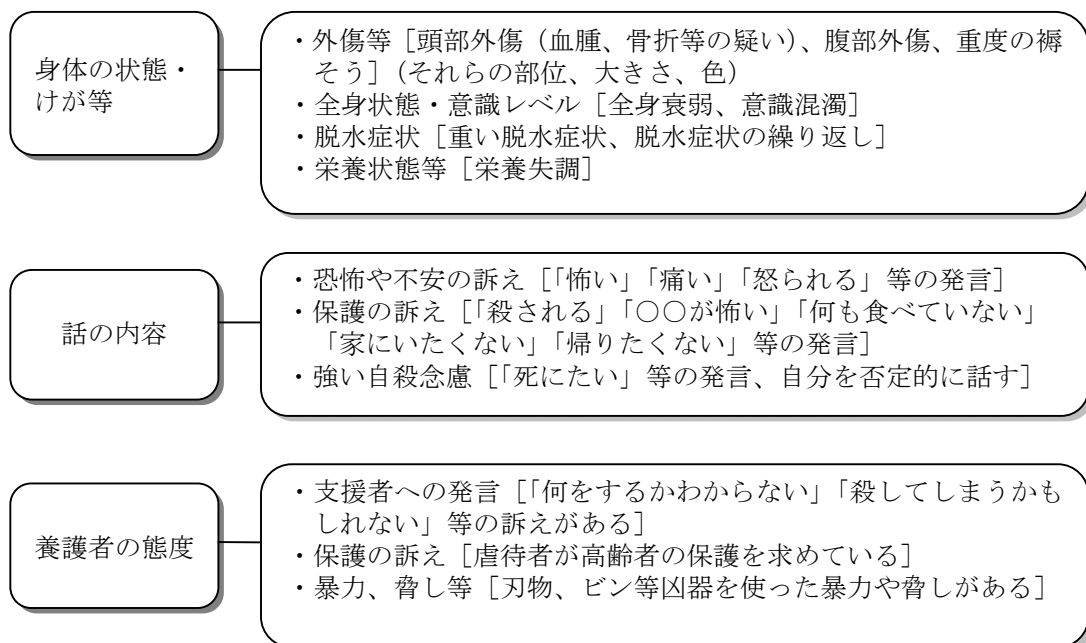 身体の状態・
けが等
・外傷等［頭部外傷（血腫、骨折等の疑い）、腹部外傷、重度の褥
そう］（それらの部位、大きさ、色）
・全身状態・意識レベル［全身衰弱、意識混濁］
・脱水症状［重い脱水症状、脱水症状の繰り返し］
・栄養状態等［栄養失調］
話の内容
・恐怖や不安の訴え［「怖い」「痛い」「怒られる」等の発言］
・保護の訴え［「殺される」「○○が怖い」「何も食べていない」
「家にいたくない」「帰りたくない」等の発言］
・強い自殺念慮［「死にたい」等の発言、自分を否定的に話す］
養護者の態度
・支援者への発言［「何をするかわからない」「殺してしまうかも
しれない」等の訴えがある］
・保護の訴え［虐待者が高齢者の保護を求めている］
・暴力、脅し等［刃物、ビン等凶器を使った暴力や脅しがある］